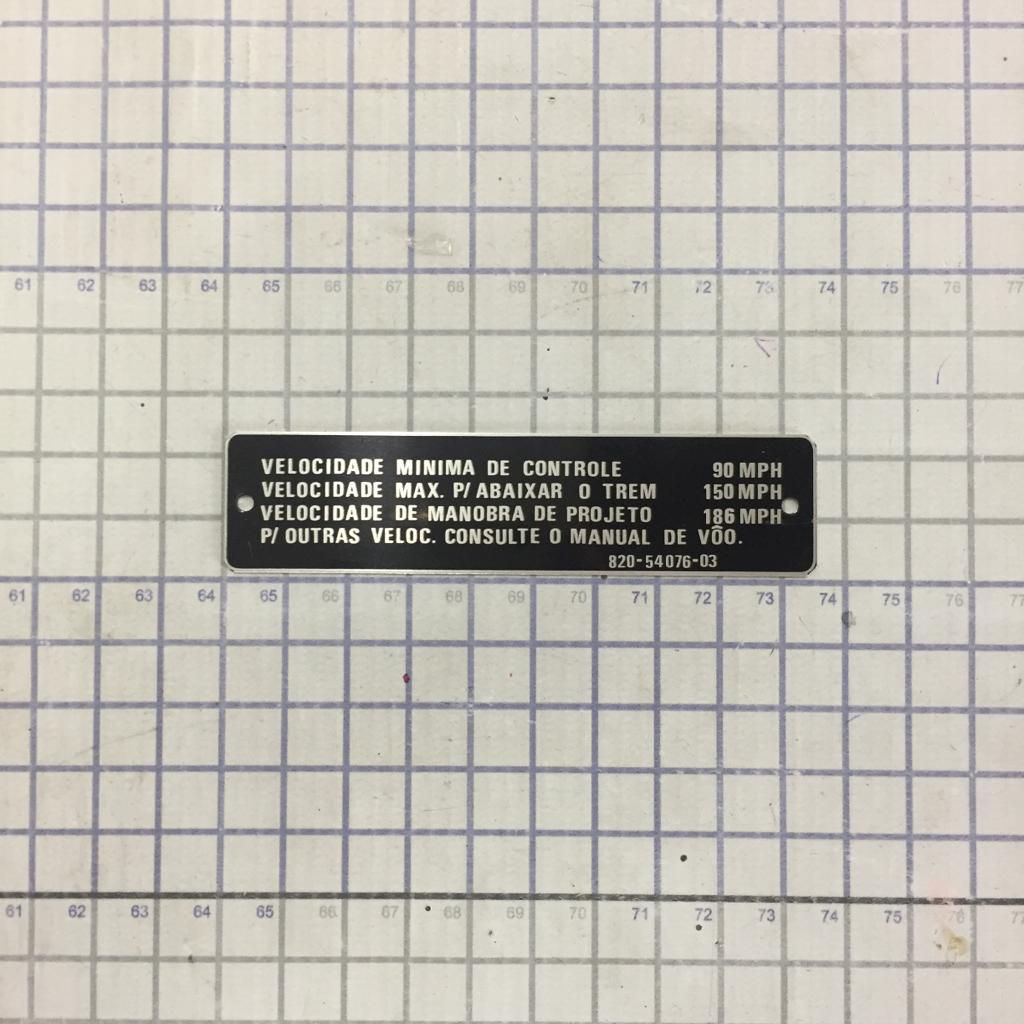 61 62 63 64 65 66 67 68 69 70 71 72 73 74 75 76 77
VELOCIDADE MINIMA DE CONTROLE 90 MPH
VELOCIDADE MAX. P/ ABAIXAR O TREM 150 MPH
VELOCIDADE DE MANOBRA DE PROJETO 186 MPH
P/ OUTRAS VELOC. CONSULTE O MANUAL DE VÔO.
820-54076-03
61 62 63 64 65 66 67 68 69 70 71 72 73 74 75 76 77
61 62 63 64 65 66 67 68 69 70 71 72 73 74 75 76 77